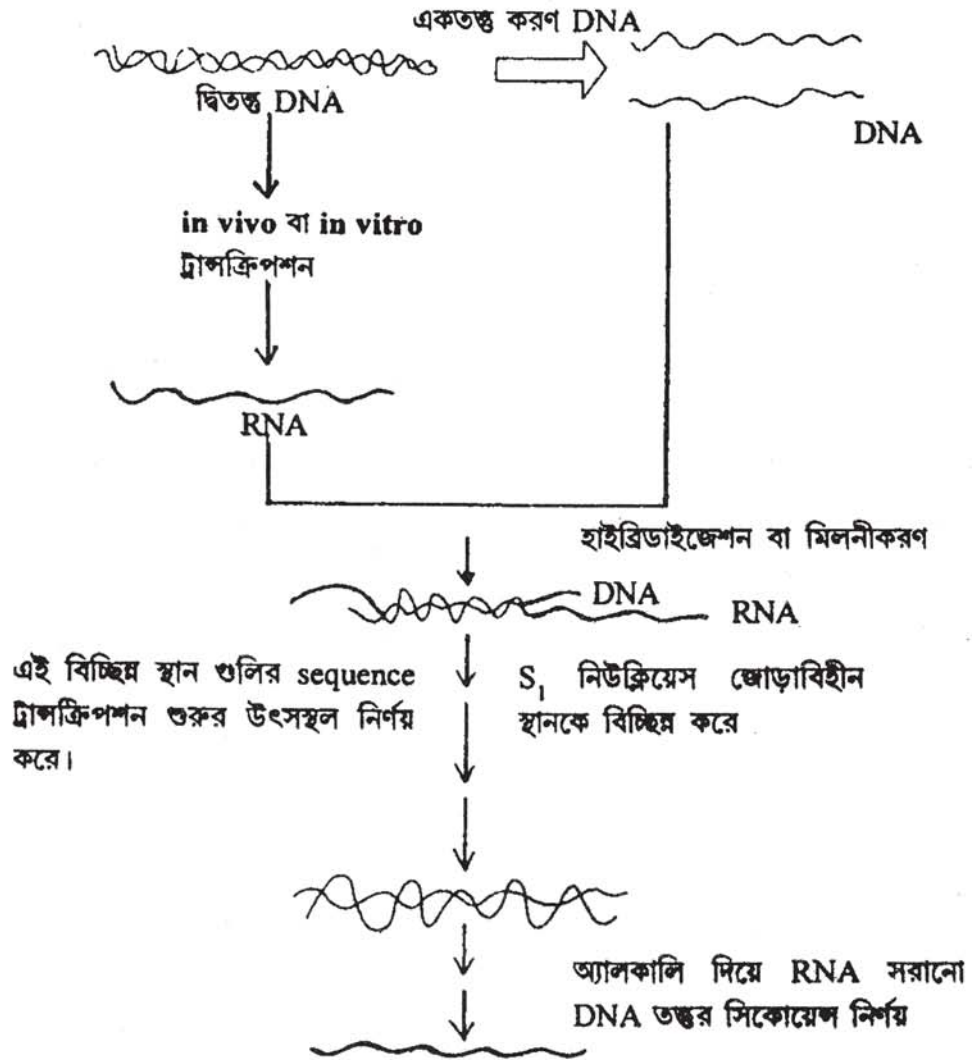 একতন্তু করণ DNA
দ্বিতন্তু DNA
DNA
in vivo বা in vitro
ট্রান্সক্রিপশন
RNA
হাইব্রিডাইজেশন বা মিলনীকরণ
DNA
RNA
এই বিচ্ছিন্ন স্থান গুলির sequence
ট্রান্সক্রিপশন শুরুর উৎসস্থল নির্ণয়
করে।
S₁ নিউক্লিয়েস জোড়াবিহীন
স্থানকে বিচ্ছিন্ন করে
অ্যালকালি দিয়ে RNA সরানো
DNA তন্তুর সিকোয়েন্স নির্ণয়